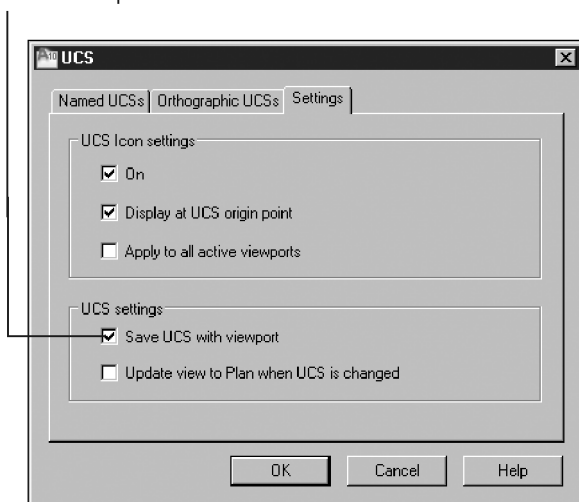 UCS
Named UCSs Orthographic UCSs Settings
UCS Icon settings
On
Display at UCS origin point
Apply to all active viewports
UCS settings
Save UCS with viewport
Update view to Plan when UCS is changed
OK Cancel Help